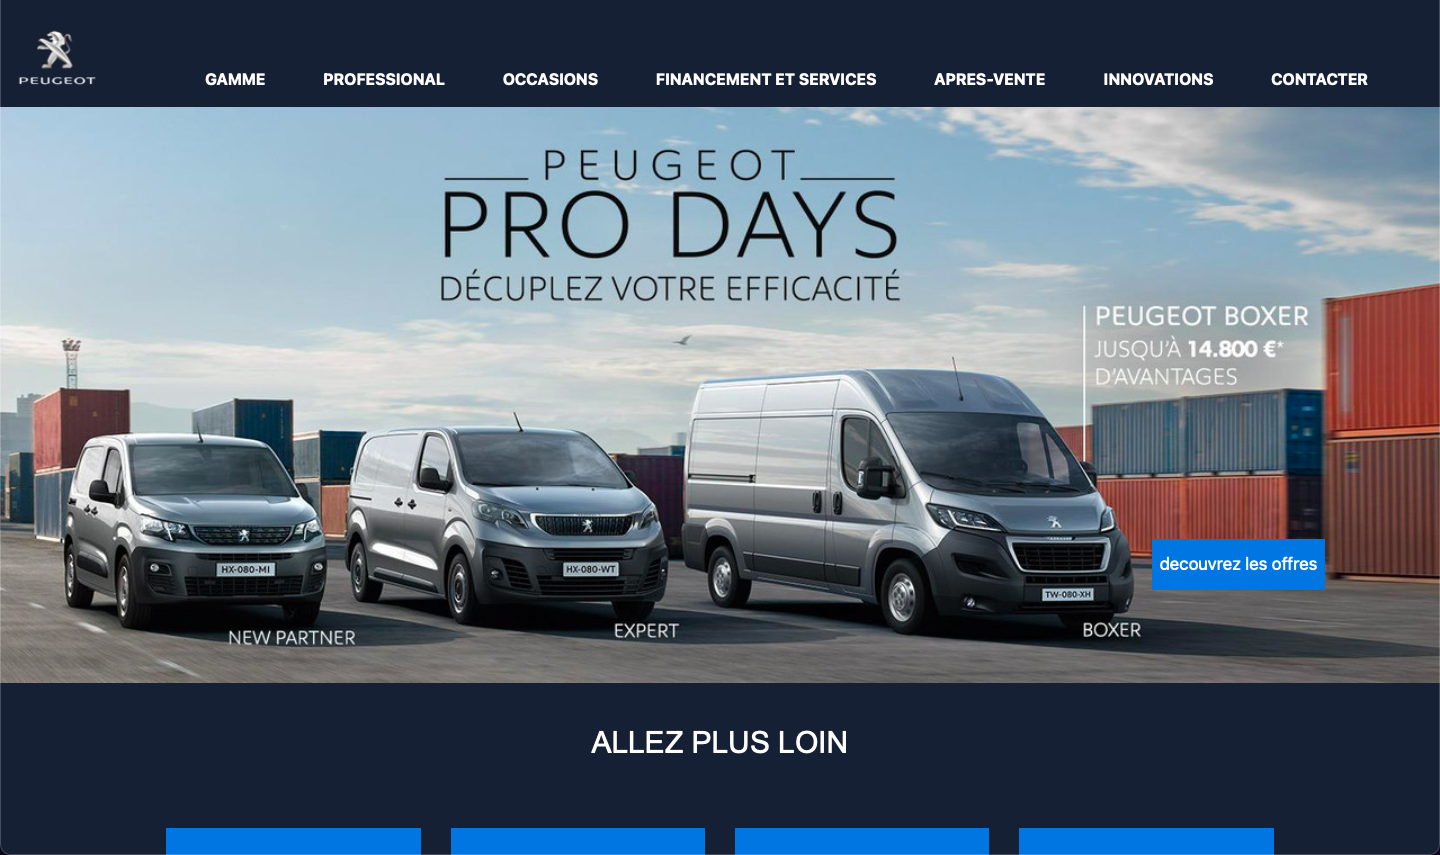 PEUGEOT
GAMME PROFESSIONAL OCCASIONS FINANCEMENT ET SERVICES APRES-VENTE INNOVATIONS CONTACTER
PEUGEOT
PRO DAYS
DÉCUPLEZ VOTRE EFFICACITÉ
PEUGEOT BOXER
JUSQU'À 14.800 €*
D'AVANTAGES
decouvrez les offres
HX-080-MI
HX-080-WT
TW-080-XH
NEW PARTNER
EXPERT
BOXER
ALLEZ PLUS LOIN